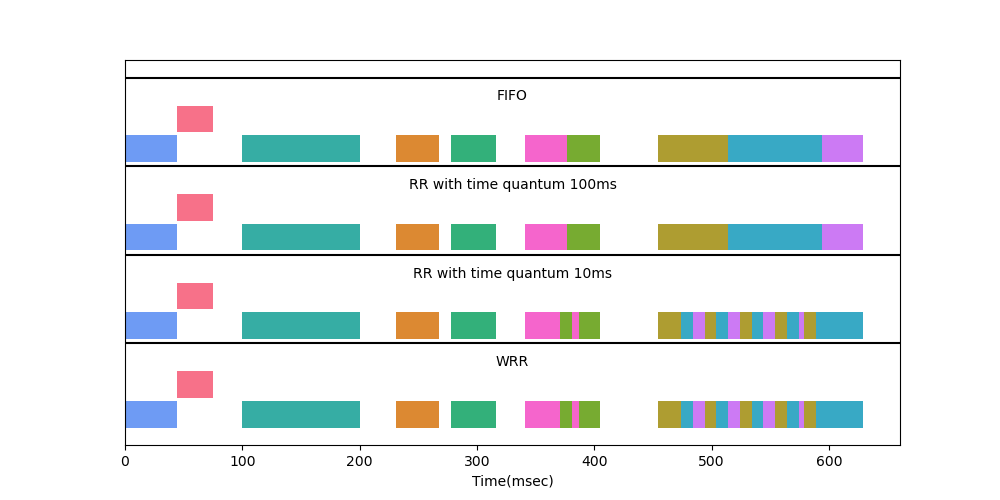 FIFO
RR with time quantum 100ms
RR with time quantum 10ms
WRR
0 100 200 300 400 500 600
Time(msec)